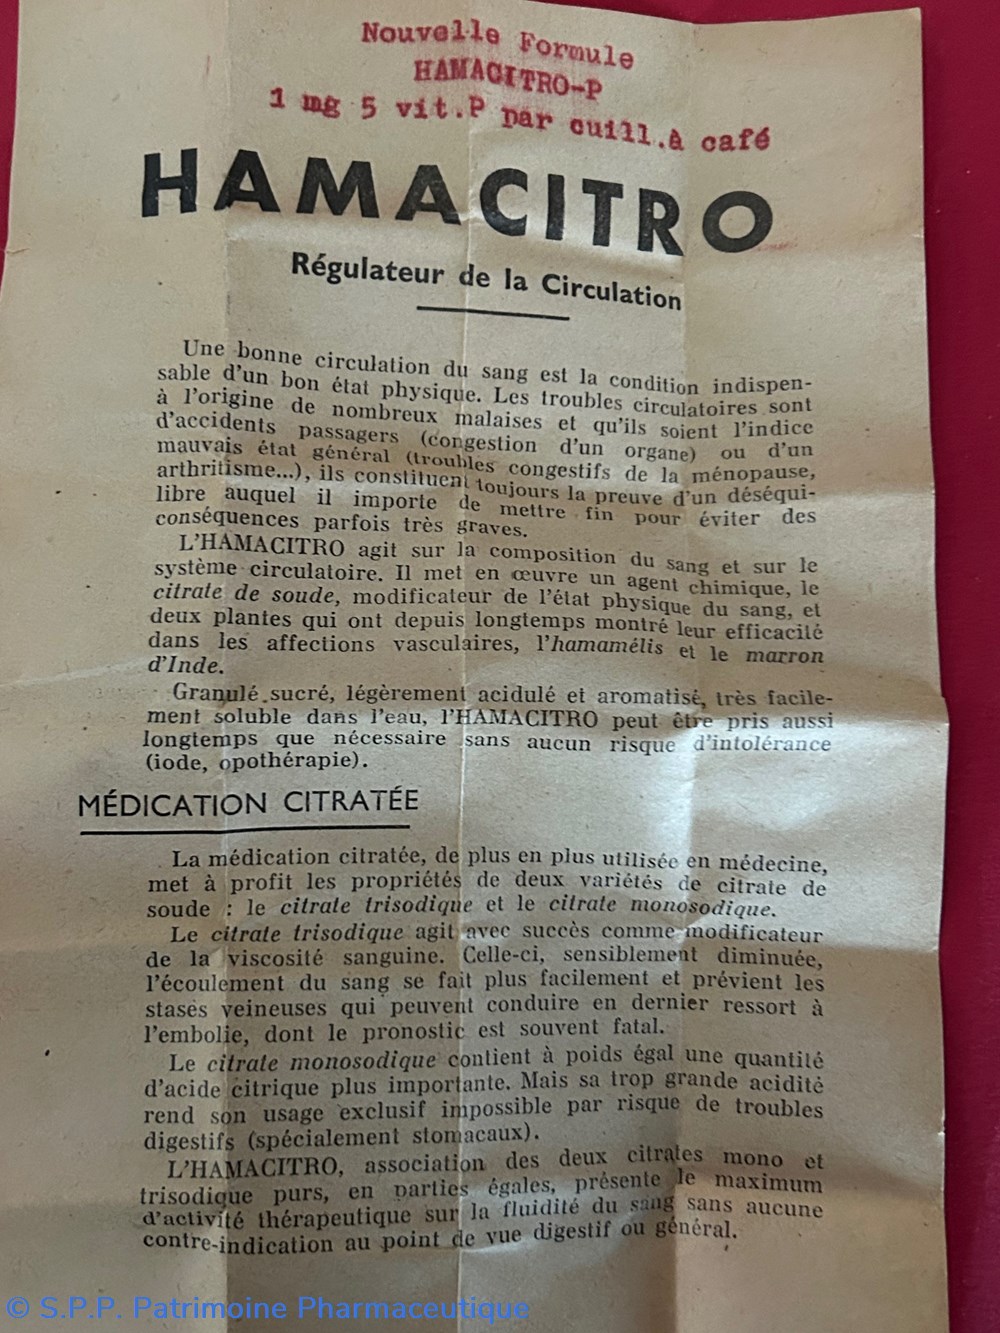 Nouvelle Formule
HAMACITRO-P
1 mg 5 vit.P par cuill.à café
HAMACITRO
Régulateur de la Circulation
Une bonne circulation du sang est la condition indispen-
sable d'un bon état physique. Les troubles circulatoires sont
à l'origine de nombreux malaises et qu'ils soient l'indice
d'accidents passagers (congestion d'un organe) ou d'un
mauvais état général (troubles congestifs de la ménopause,
arthritisme...), ils constituent toujours la preuve d'un déséqui-
libre auquel il importe de mettre fin pour éviter des
conséquences parfois très graves.
L'HAMACITRO agit sur la composition du sang et sur le
système circulatoire. Il met en œuvre un agent chimique, le
citrate de soude, modificateur de l'état physique du sang, et
deux plantes qui ont depuis longtemps montré leur efficacité
dans les affections vasculaires, l'hamamélis et le marron
d'Inde.
Granulé sucré, légèrement acidulé et aromatisé, très facile-
ment soluble dans l'eau, l'HAMACITRO peut être pris aussi
longtemps que nécessaire sans aucun risque d'intolérance
(iode, opothérapie).
MÉDICATION CITRATÉE
La médication citratée, de plus en plus utilisée en médecine,
met à profit les propriétés de deux variétés de citrate de
soude : le citrate trisodique et le citrate monosodique.
Le citrate trisodique agit avec succès comme modificateur
de la viscosité sanguine. Celle-ci, sensiblement diminuée,
l'écoulement du sang se fait plus facilement et prévient les
stases veineuses qui peuvent conduire en dernier ressort à
l'embolie, dont le pronostic est souvent fatal.
Le citrate monosodique contient à poids égal une quantité
d'acide citrique plus importante. Mais sa trop grande acidité
rend son usage exclusif impossible par risque de troubles
digestifs (spécialement stomacaux).
L'HAMACITRO, association des deux citrates mono et
trisodique purs, en parties égales, présente le maximum
d'activité thérapeutique sur la fluidité du sang sans aucune
contre-indication au point de vue digestif ou général.
© S.P.P. Patrimoine Pharmaceutique